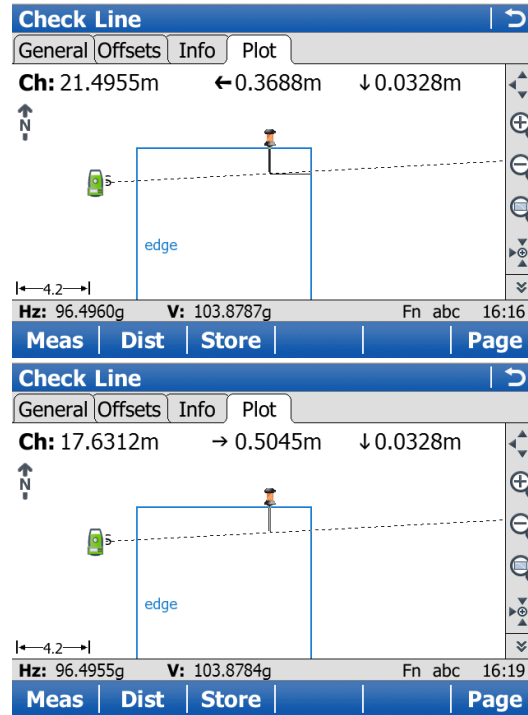 Check Line
General Offsets Info Plot
Ch: 21.4955m ←0.3688m ↓0.0328m
N
edge
4.2
Hz: 96.4960g V: 103.8787g Fn abc 16:16
Meas Dist Store Page
Check Line
General Offsets Info Plot
Ch: 17.6312m → 0.5045m ↓0.0328m
N
edge
4.2
Hz: 96.4955g V: 103.8784g Fn abc 16:19
Meas Dist Store Page